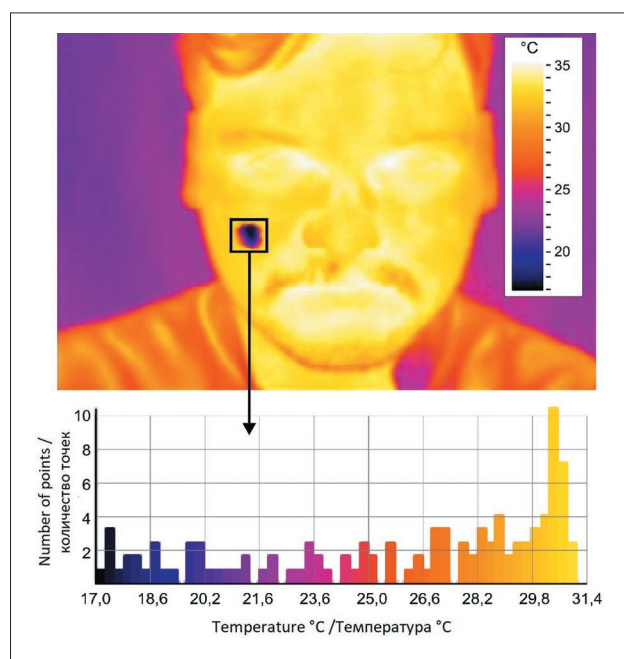 °C
35
30
25
20
Number of points /
количество точек
10
8
6
4
2
17,0 18,6 20,2 21,6 23,6 25,0 26,6 28,2 29,8 31,4
Temperature °C /Температура °C